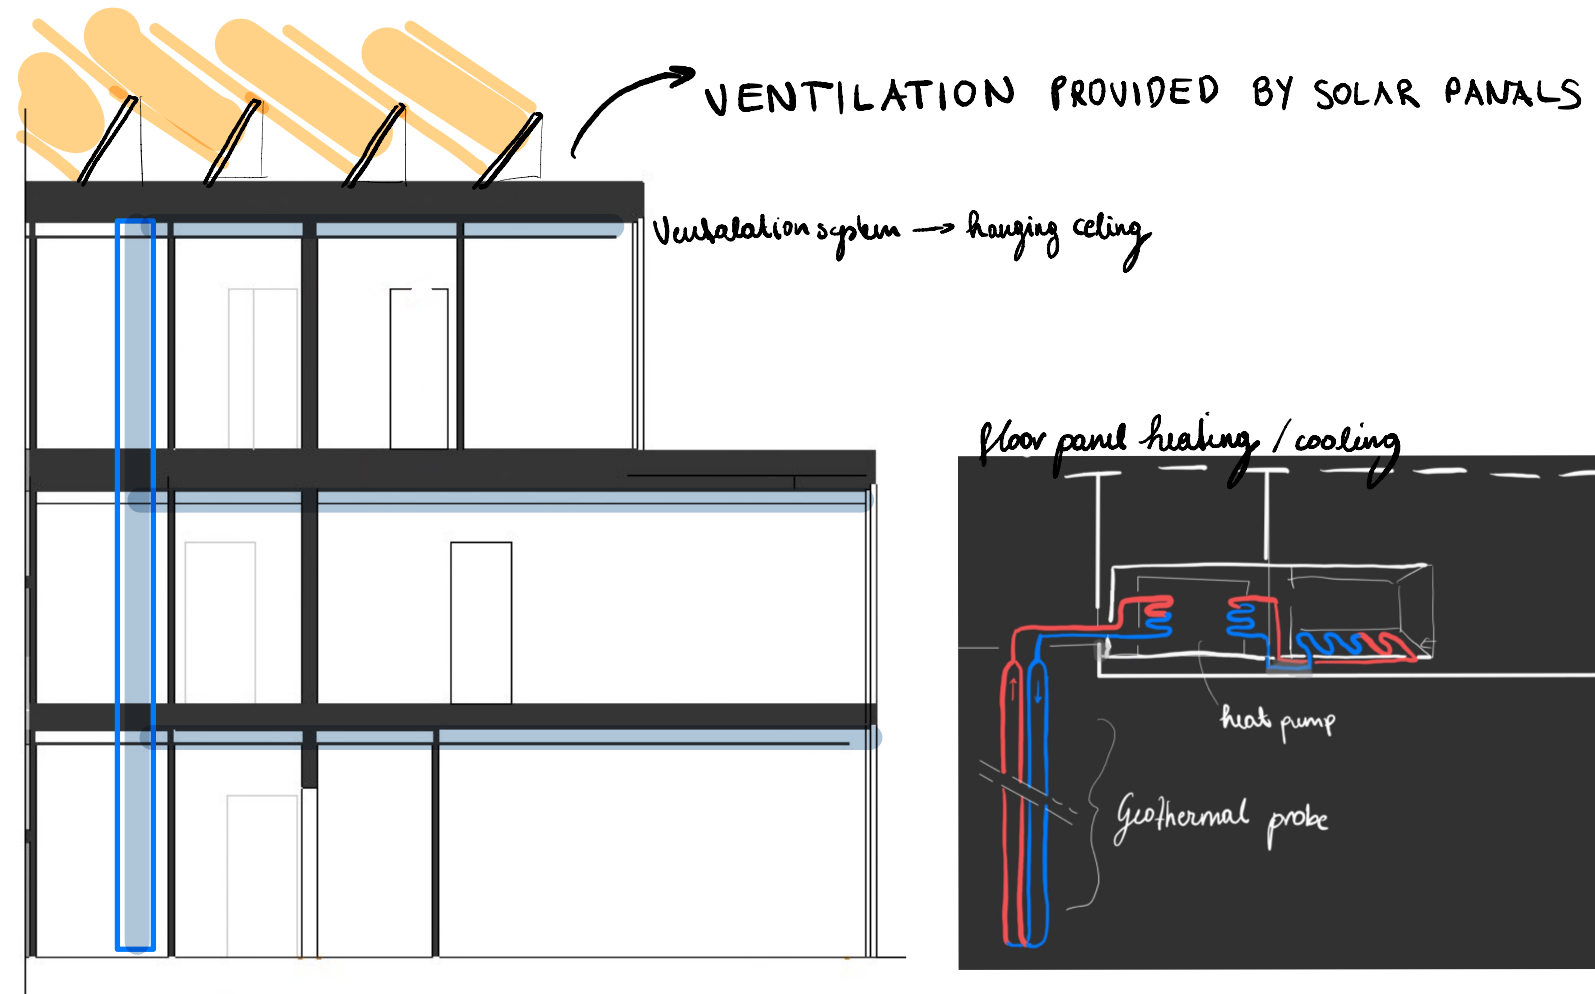 VENTILATION PROVIDED BY SOLAR PANALS
Ventalation system → hanging celing
floor panel heating / cooling
heat pump
Geothermal probe